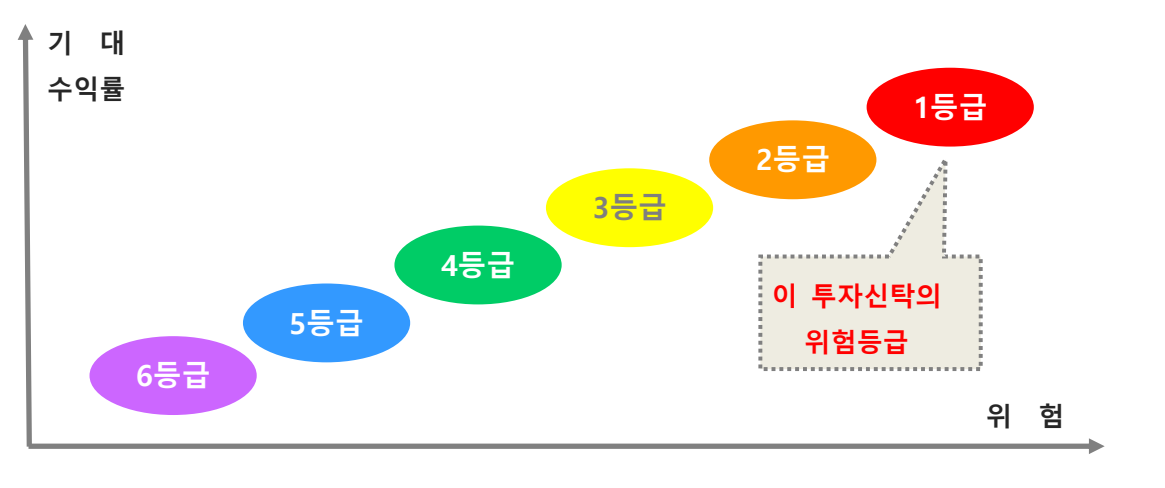 기 대
수익률
1등급
2등급
3등급
4등급
5등급
6등급
이 투자신탁의
위험등급
위 험